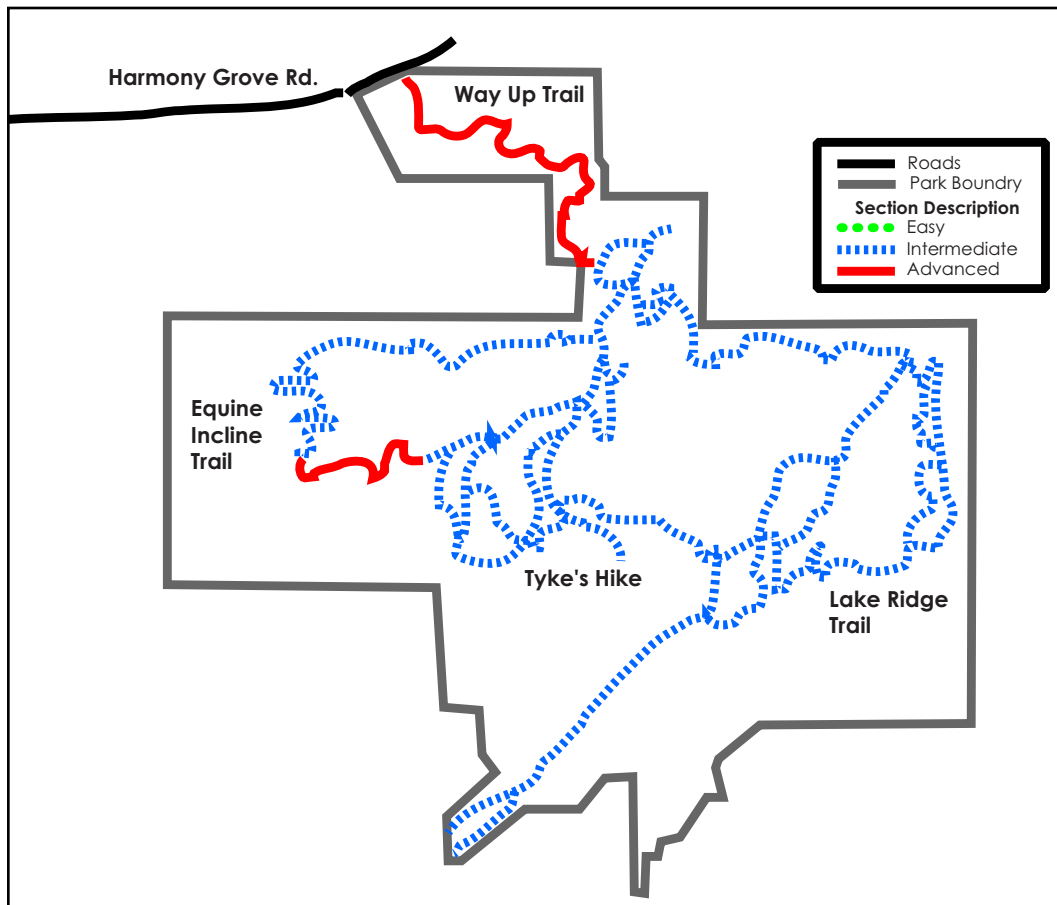 Harmony Grove Rd.
Way Up Trail
Roads
Park Boundry
Section Description
Easy
Intermediate
Advanced
Equine
Incline
Trail
Tyke's Hike
Lake Ridge
Trail